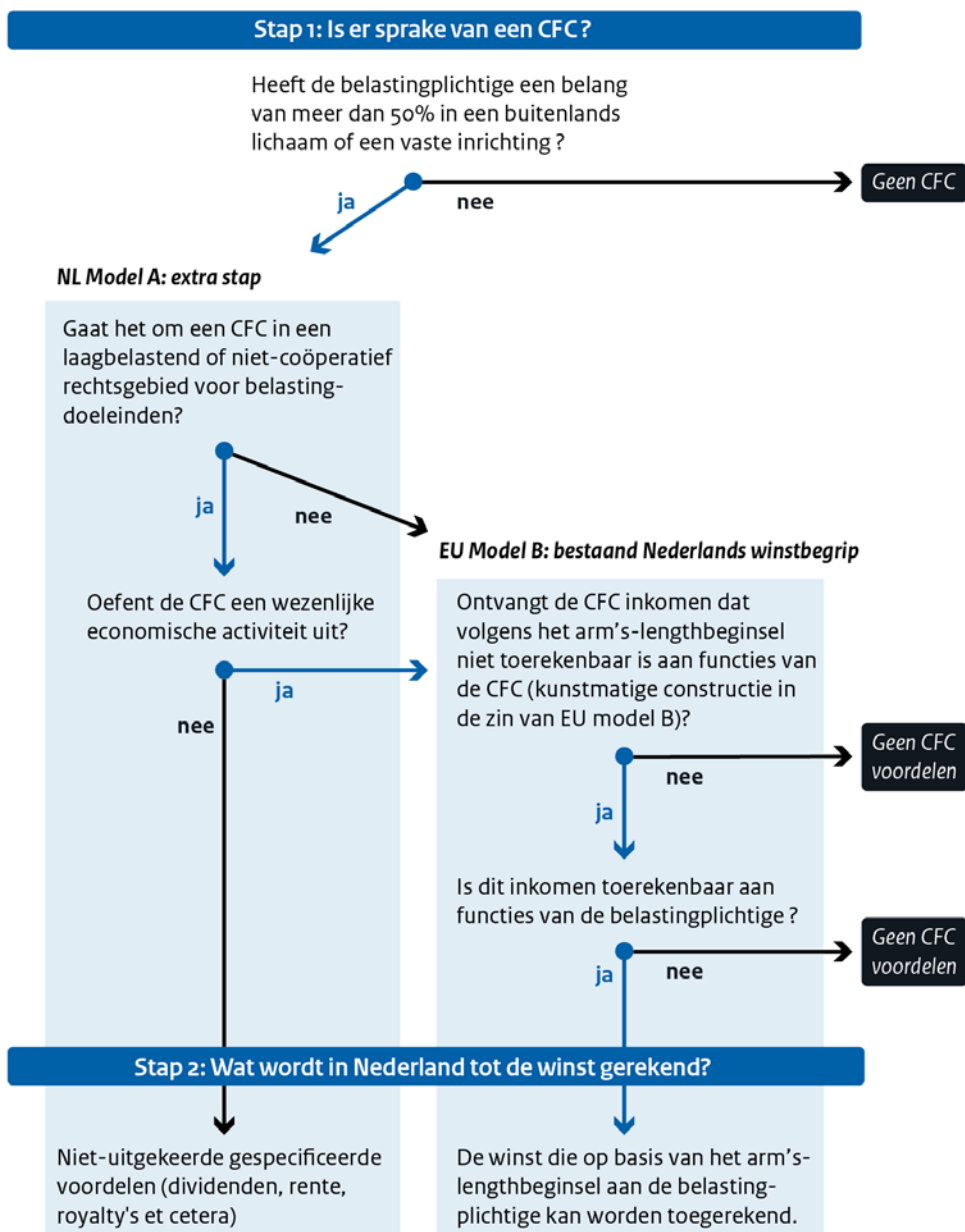 Stap 1: Is er sprake van een CFC?
Heeft de belastingplichtige een belang
van meer dan 50% in een buitenlands
lichaam of een vaste inrichting ?
ja
nee
Geen CFC
NL Model A: extra stap
Gaat het om een CFC in een
laagbelastend of niet-coöperatief
rechtsgebied voor belasting-
doeleinden?
ja
nee
EU Model B: bestaand Nederlands winstbegrip
Oefent de CFC een wezenlijke
economische activiteit uit?
ja
nee
Ontvangt de CFC inkomen dat
volgens het arm’s-lengthbeginsel
niet toerekenbaar is aan functies van
de CFC (kunstmatige constructie in
de zin van EU model B)?
nee
Geen CFC
voordelen
ja
Is dit inkomen toerekenbaar aan
functies van de belastingplichtige ?
ja
nee
Geen CFC
voordelen
Stap 2: Wat wordt in Nederland tot de winst gerekend?
Niet-uitgekeerde gespecificeerde
voordelen (dividenden, rente,
royalty's et cetera)
De winst die op basis van het arm’s-
lengthbeginsel aan de belasting-
plichtige kan worden toegerekend.